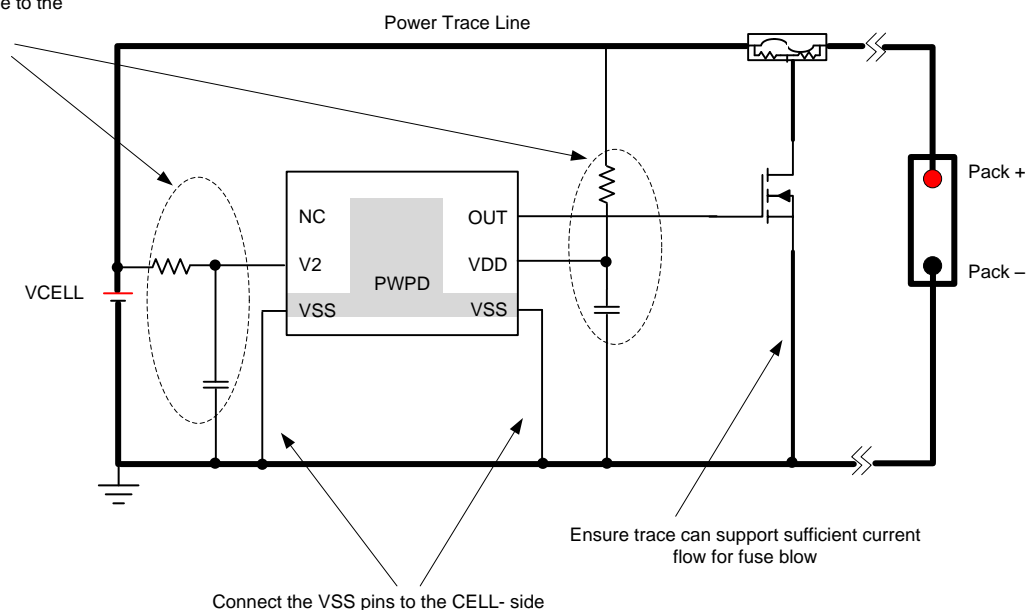 e to the
Power Trace Line
Pack +
NC
OUT
V2
VDD
PWPD
Pack –
VCELL
VSS
VSS
Ensure trace can support sufficient current
flow for fuse blow
Connect the VSS pins to the CELL- side